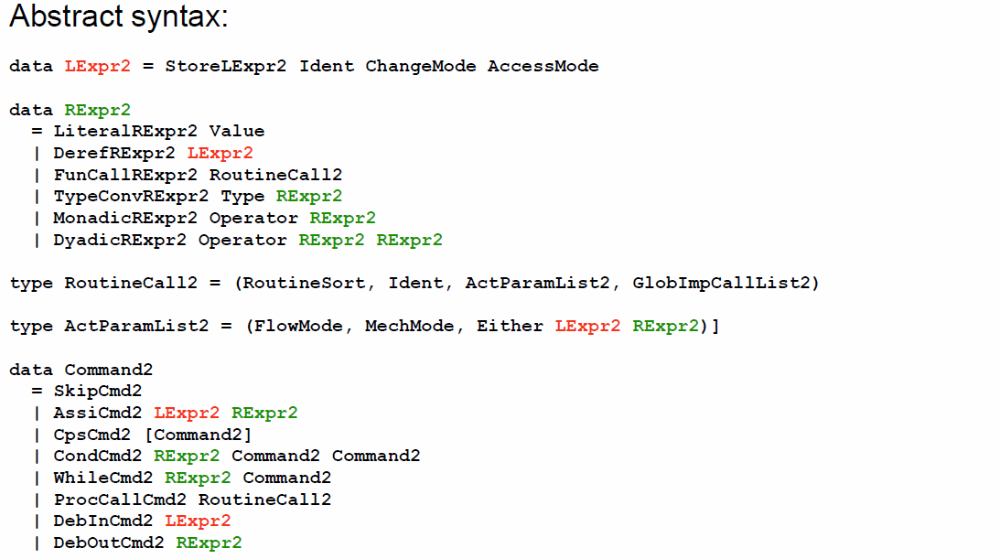 Abstract syntax:
data LExpr2 = StoreLExpr2 Ident ChangeMode AccessMode
data RExpr2
= LiteralRExpr2 Value
| DerefRExpr2 LExpr2
| FunCallRExpr2 RoutineCall2
| TypeConvRExpr2 Type RExpr2
| MonadicRExpr2 Operator RExpr2
| DyadicRExpr2 Operator RExpr2 RExpr2
type RoutineCall2 = (RoutineSort, Ident, ActParamList2, GlobImpCallList2)
type ActParamList2 = (FlowMode, MechMode, Either LExpr2 RExpr2)]
data Command2
= SkipCmd2
| AssiCmd2 LExpr2 RExpr2
| CpsCmd2 [Command2]
| CondCmd2 RExpr2 Command2 Command2
| WhileCmd2 RExpr2 Command2
| ProcCallCmd2 RoutineCall2
| DebInCmd2 LExpr2
| DebOutCmd2 RExpr2